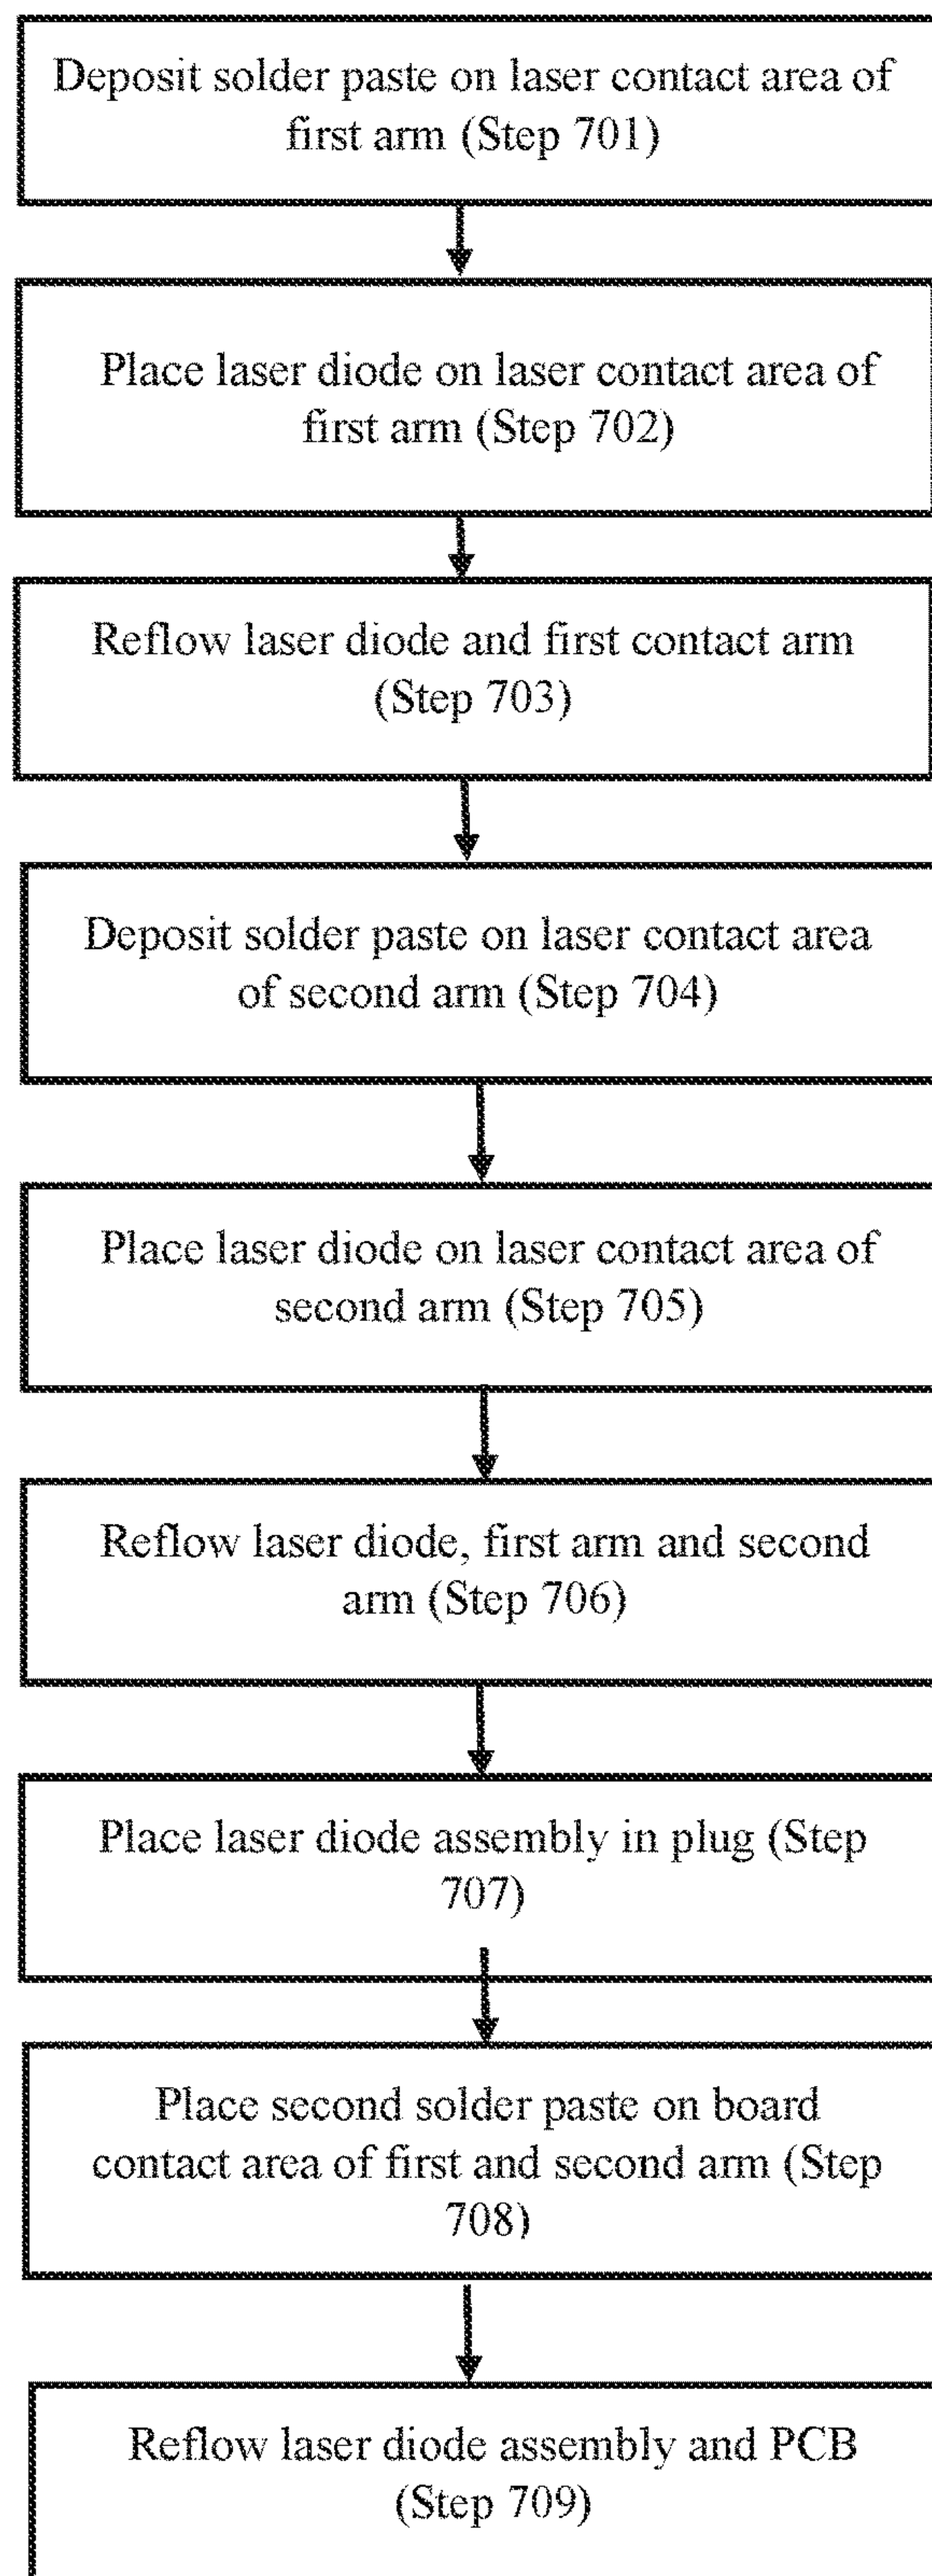 Deposit solder paste on laser contact area of
first arm (Step 701)
Place laser diode on laser contact area of
first arm (Step 702)
Reflow laser diode and first contact arm
(Step 703)
Deposit solder paste on laser contact area
of second arm (Step 704)
Place laser diode on laser contact area of
second arm (Step 705)
Reflow laser diode, first arm and second
arm (Step 706)
Place laser diode assembly in plug (Step
707)
Place second solder paste on board
contact area of first and second arm (Step
708)
Reflow laser diode assembly and PCB
(Step 709)